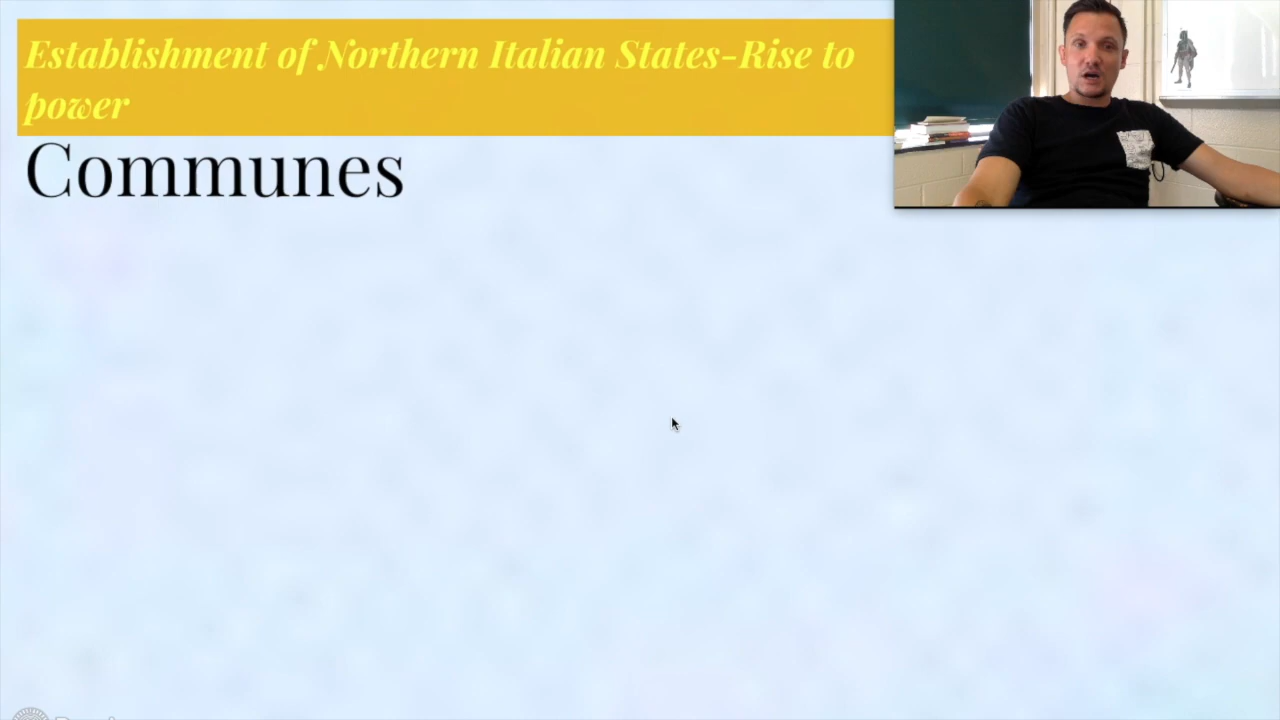 Establishment of Northern Italian States-Rise to
power
Communes